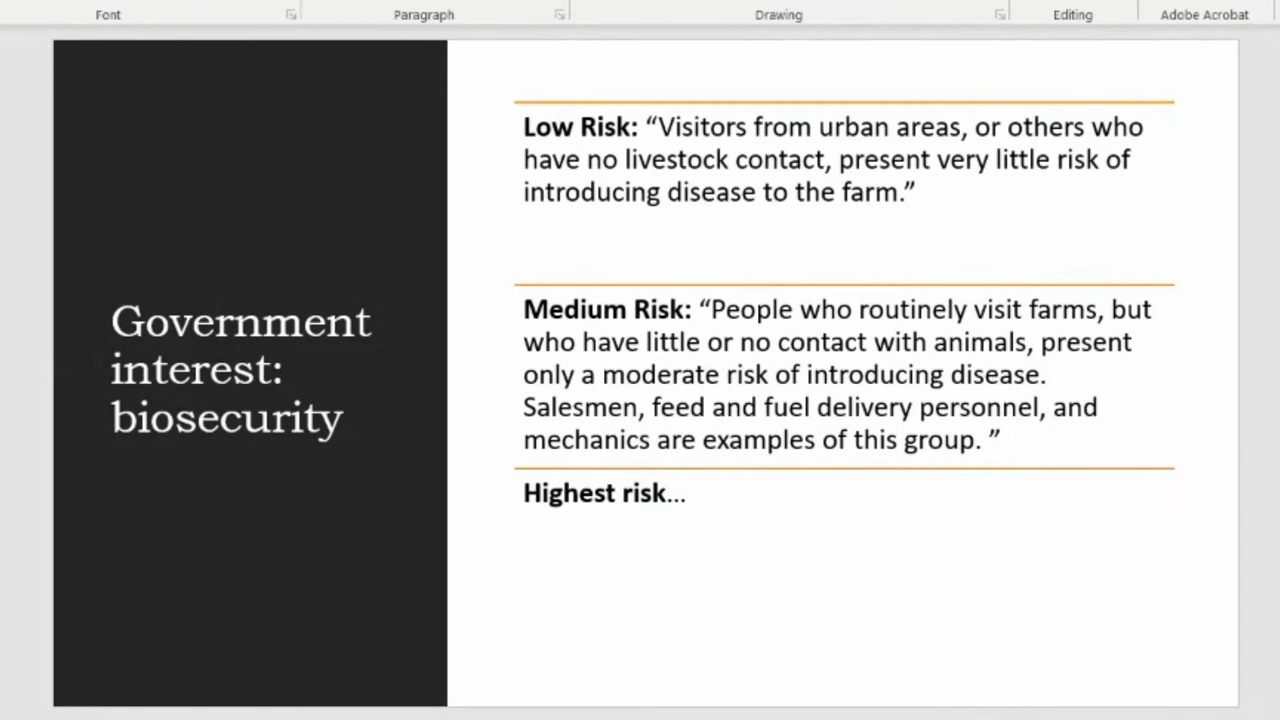 Font
Paragraph
Drawing
Editing
Adobe Acrobat
Government
interest:
biosecurity
Low Risk: “Visitors from urban areas, or others who
have no livestock contact, present very little risk of
introducing disease to the farm.”
Medium Risk: “People who routinely visit farms, but
who have little or no contact with animals, present
only a moderate risk of introducing disease.
Salesmen, feed and fuel delivery personnel, and
mechanics are examples of this group. ”
Highest risk…